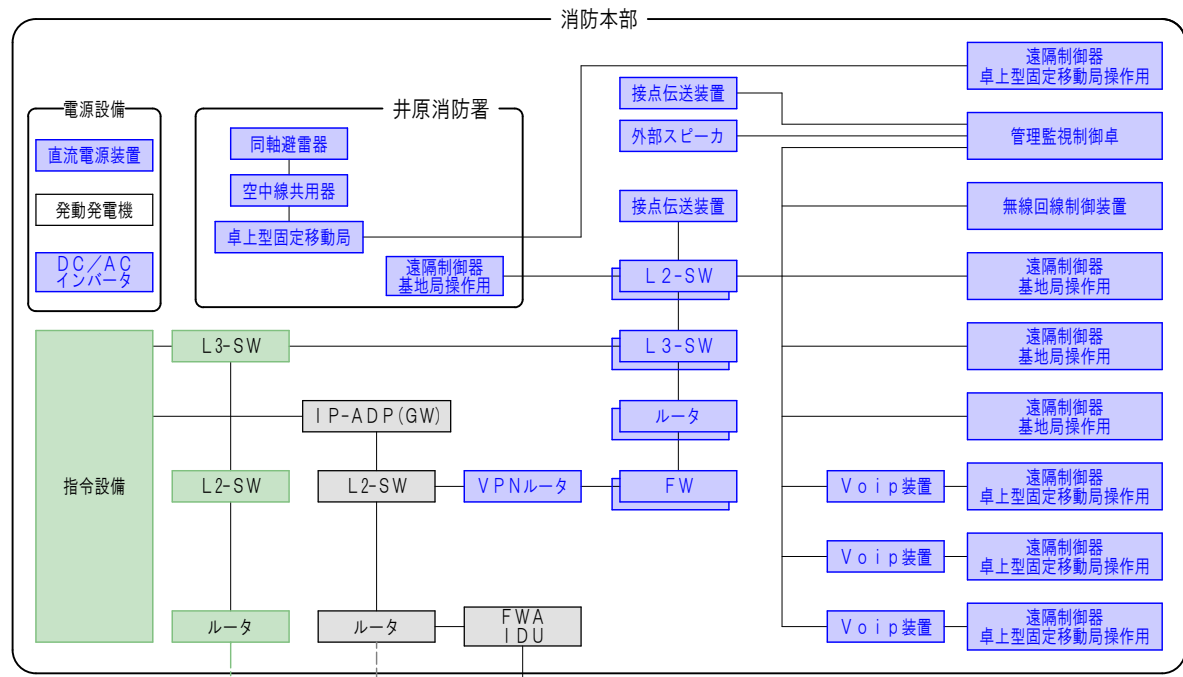 消防本部
電源設備
直流電源装置
発動発電機
DC/AC
インバータ
井原消防署
同軸避雷器
空中線共用器
卓上型固定移動局
遠隔制御器
基地局操作用
接点伝送装置
外部スピーカ
接点伝送装置
L2-SW
L3-SW
ルータ
FW
遠隔制御器
卓上型固定移動局操作用
管理監視制御卓
無線回線制御装置
遠隔制御器
基地局操作用
遠隔制御器
基地局操作用
遠隔制御器
基地局操作用
Voip装置
遠隔制御器
卓上型固定移動局操作用
Voip装置
遠隔制御器
卓上型固定移動局操作用
Voip装置
遠隔制御器
卓上型固定移動局操作用
指令設備
L3-SW
IP-ADP(GW)
L2-SW
L2-SW
VPNルータ
ルータ
ルータ
FWA
IDU